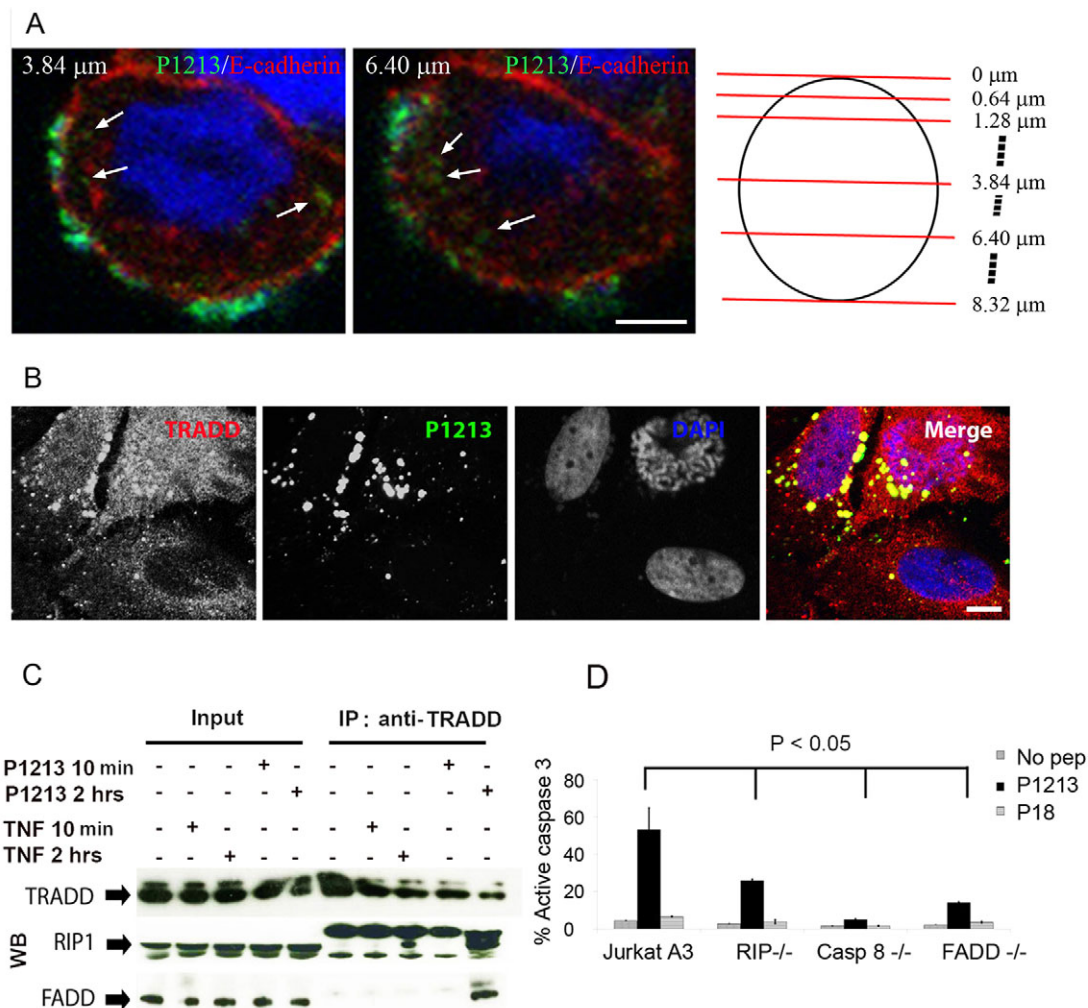 A
3.84 µm P1213/E-cadherin
6.40 µm P1213/E-cadherin
0 µm
0.64 µm
1.28 µm
3.84 µm
6.40 µm
8.32 µm
B
TRADD
P1213
DAPI
Merge
C
Input IP: anti-TRADD
P1213 10 min - - - + - - - - + -
P1213 2 hrs - - - - + - - - - +
TNF 10 min - + - - - - + - - -
TNF 2 hrs - - + - - - - + - -
TRADD
WB
RIP1
FADD
D
P < 0.05
No pep
P1213
P18
% Active caspase 3
80
60
40
20
0
Jurkat A3 RIP-/- Casp 8 -/- FADD -/-